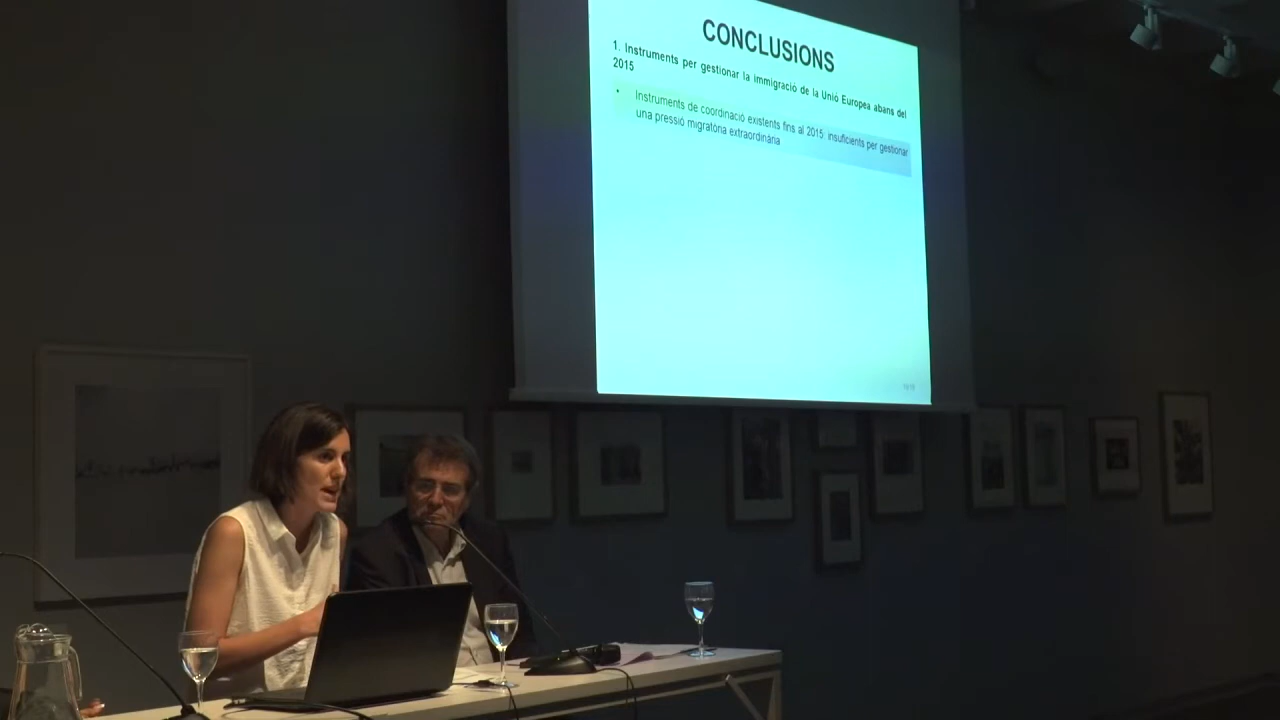 CONCLUSIONS
1. Instruments per gestionar la immigració de la Unió Europea abans del
2015
• Instruments de coordinació existents fins al 2015: insuficients per gestionar
una pressió migratòria extraordinària